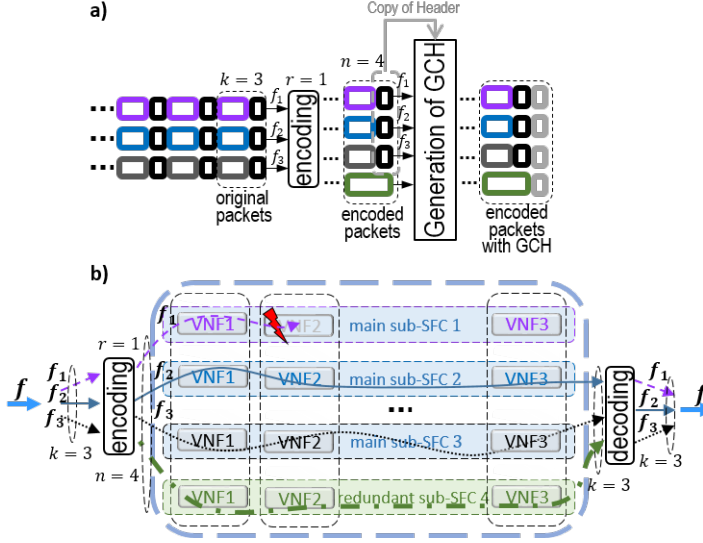 a)
Copy of Header
k = 3
r = 1
n = 4
f1
f2
f3
encoding
f1
f2
f3
Generation of GCH
original
packets
encoded
packets
encoded
packets
with GCH
b)
f1
VNF1
VNF2
main sub-SFC 1
VNF3
r = 1
f1
f2
f3
f
encoding
k = 3
n = 4
f2
VNF1
VNF2
main sub-SFC 2
VNF3
...
f3
VNF1
VNF2
main sub-SFC 3
VNF3
VNF1
VNF2
redundant sub-SFC 4
VNF3
decoding
k = 3
f1
f2
f3
f
k = 3